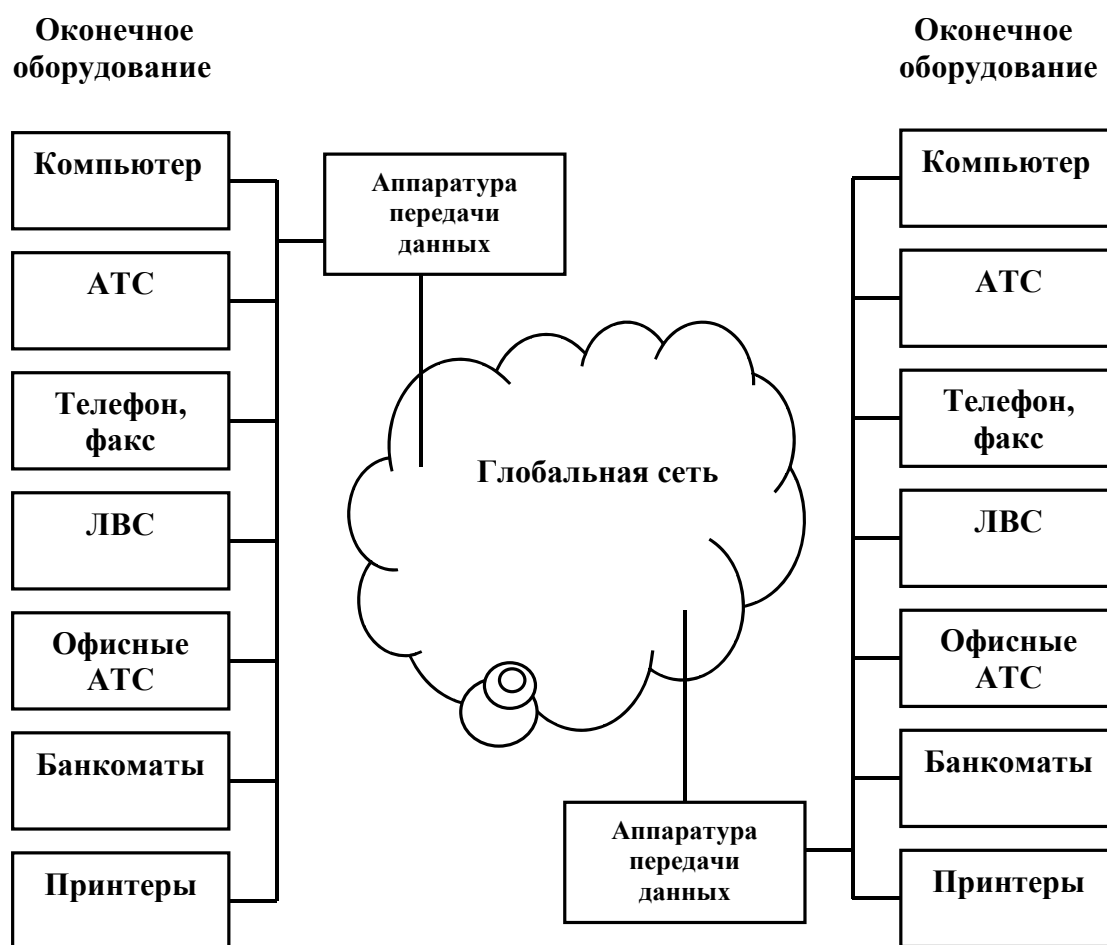 Оконечное
оборудование
Компьютер
АТС
Телефон,
факс
ЛВС
Офисные
АТС
Банкоматы
Принтеры
Аппаратура
передачи
данных
Глобальная сеть
Аппаратура
передачи
данных
Оконечное
оборудование
Компьютер
АТС
Телефон,
факс
ЛВС
Офисные
АТС
Банкоматы
Принтеры